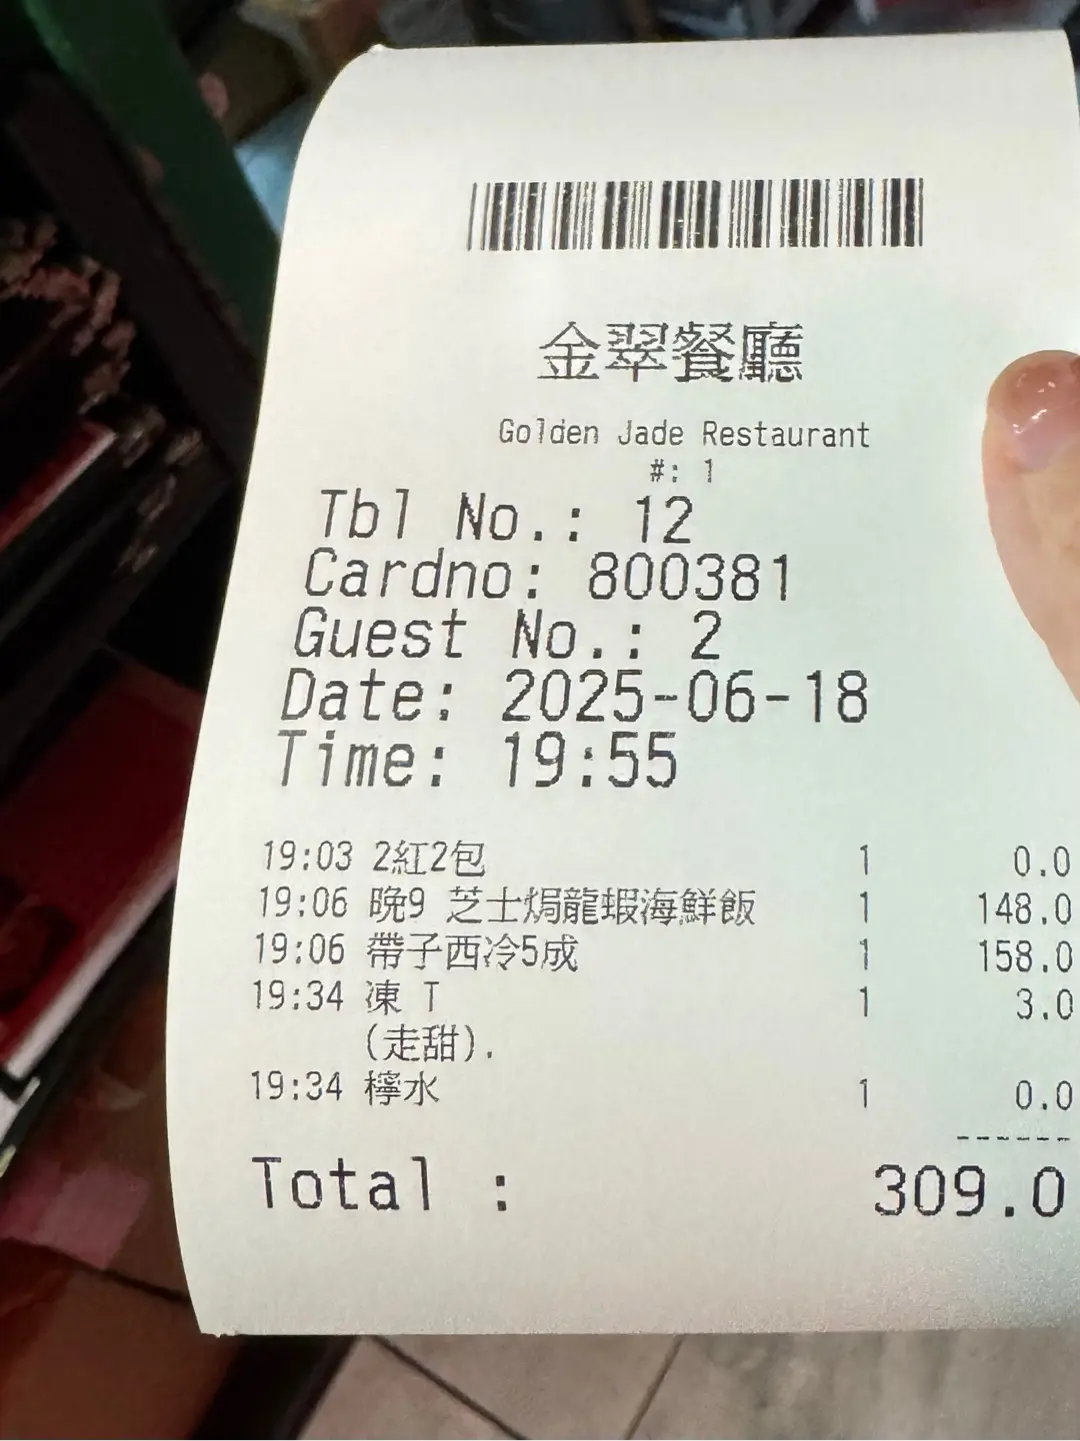 金翠餐廳
Golden Jade Restaurant
#: 1
Tbl No.: 12
Cardno: 800381
Guest No.: 2
Date: 2025-06-18
Time: 19:55
19:03 2紅2包 1 0.0
19:06 晚9 芝士焗龍蝦海鮮飯 1 148.0
19:06 帶子西冷5成 1 158.0
19:34 凍 T 1 3.0
(走甜).
19:34 檸水 1 0.0
------
Total : 309.0